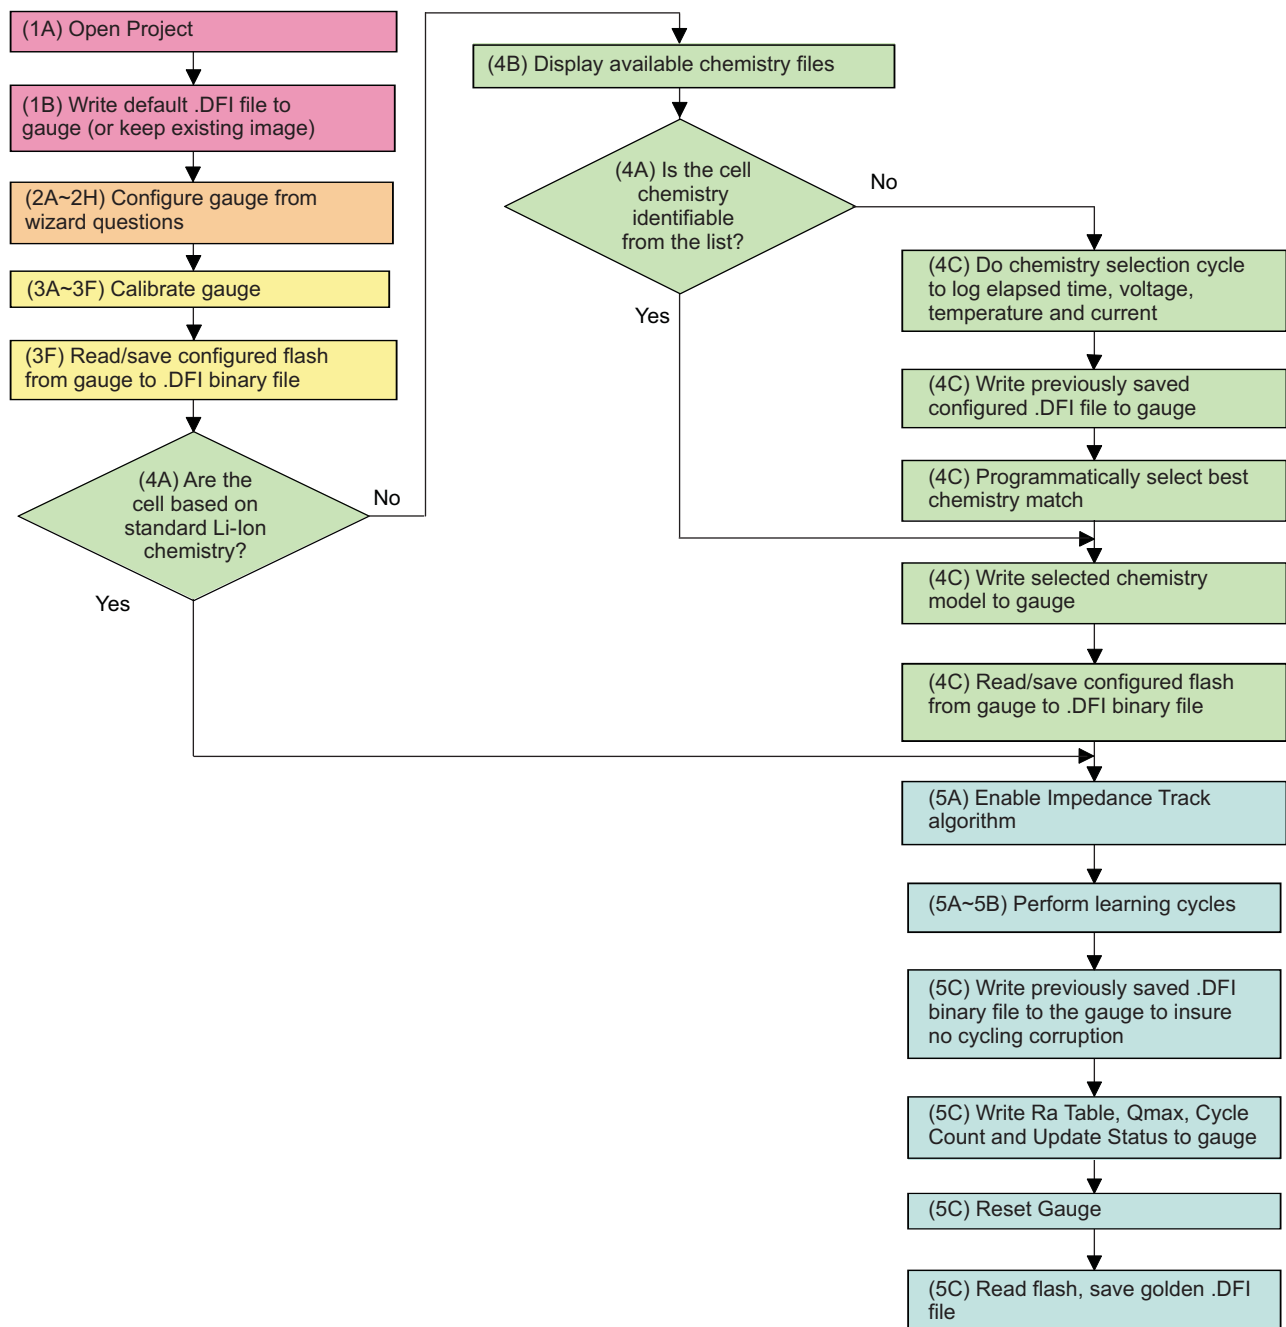 (1A) Open Project
(1B) Write default .DFI file to
gauge (or keep existing image)
(2A~2H) Configure gauge from
wizard questions
(3A~3F) Calibrate gauge
(3F) Read/save configured flash
from gauge to .DFI binary file
(4A) Are the
cell based on
standard Li-Ion
chemistry?
No
Yes
(4B) Display available chemistry files
(4A) Is the cell
chemistry
identifiable
from the list?
No
Yes
(4C) Do chemistry selection cycle
to log elapsed time, voltage,
temperature and current
(4C) Write previously saved
configured .DFI file to gauge
(4C) Programmatically select best
chemistry match
(4C) Write selected chemistry
model to gauge
(4C) Read/save configured flash
from gauge to .DFI binary file
(5A) Enable Impedance Track
algorithm
(5A~5B) Perform learning cycles
(5C) Write previously saved .DFI
binary file to the gauge to insure
no cycling corruption
(5C) Write Ra Table, Qmax, Cycle
Count and Update Status to gauge
(5C) Reset Gauge
(5C) Read flash, save golden .DFI
file